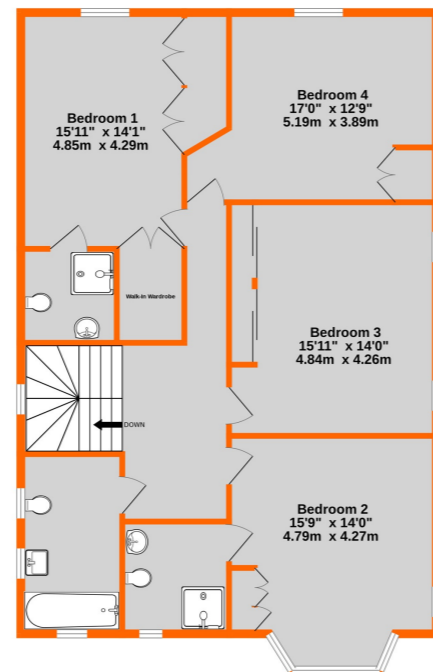 Bedroom 1
15'11" x 14'1"
4.85m x 4.29m
Bedroom 4
17'0" x 12'9"
5.19m x 3.89m
Walk-In Wardrobe
Bedroom 3
15'11" x 14'0"
4.84m x 4.26m
DOWN
Bedroom 2
15'9" x 14'0"
4.79m x 4.27m